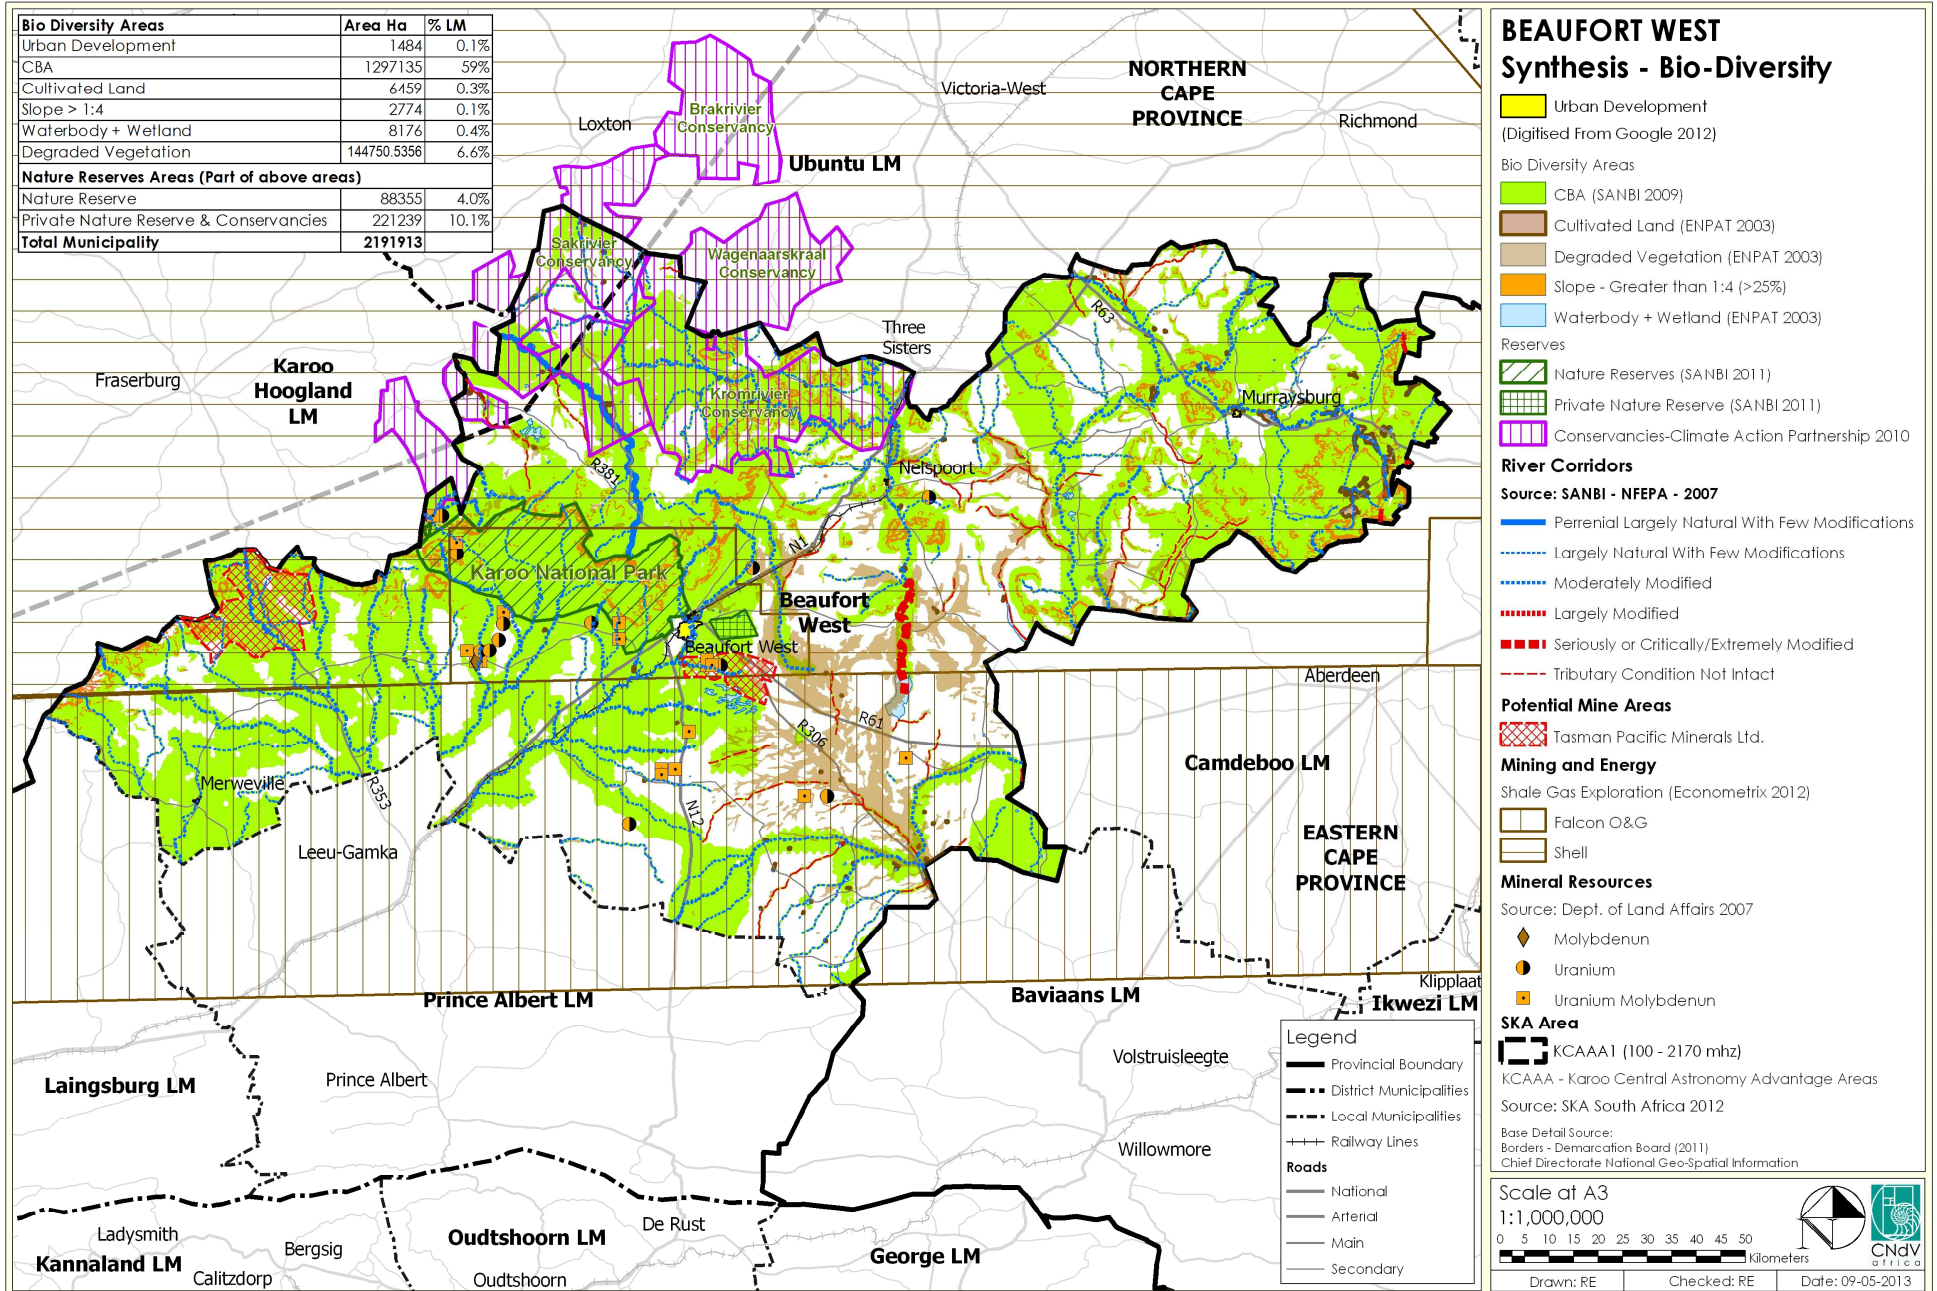 Bio Diversity Areas Area Ha % LM
Urban Development 1484 0.1%
CBA 1297135 59%
Cultivated Land 6459 0.3%
Slope > 1:4 2774 0.1%
Waterbody + Wetland 8176 0.4%
Degraded Vegetation 144750.5356 6.6%
Nature Reserves Areas (Part of above areas)
Nature Reserve 88355 4.0%
Private Nature Reserve & Conservancies 221239 10.1%
Total Municipality 2191913
NORTHERN
CAPE
PROVINCE
Victoria-West
Richmond
Loxton
Brakrivier
Conservancy
Ubuntu LM
Sakrivier
Conservancy
Wagenaarskraal
Conservancy
Three
Sisters
R63
Karoo
Hoogland
LM
Fraserburg
Kromrivier
Conservancy
Murraysburg
R381
Nelspoort
N1
Karoo National Park
Beaufort
West
Beaufort West
Aberdeen
R61
R306
Merweville
R353
N12
Camdeboo LM
Leeu-Gamka
EASTERN
CAPE
PROVINCE
Prince Albert LM
Baviaans LM
Klipplaat
Ikwezi LM
Laingsburg LM
Prince Albert
Volstruisleegte
Willowmore
Ladysmith
Kannaland LM
Bergsig
Calitzdorp
Oudtshoorn LM
Oudtshoorn
De Rust
George LM
Legend
Provincial Boundary
District Municipalities
Local Municipalities
Railway Lines
Roads
National
Arterial
Main
Secondary
BEAUFORT WEST
Synthesis - Bio-Diversity
Urban Development
(Digitised From Google 2012)
Bio Diversity Areas
CBA (SANBI 2009)
Cultivated Land (ENPAT 2003)
Degraded Vegetation (ENPAT 2003)
Slope - Greater than 1:4 (>25%)
Waterbody + Wetland (ENPAT 2003)
Reserves
Nature Reserves (SANBI 2011)
Private Nature Reserve (SANBI 2011)
Conservancies-Climate Action Partnership 2010
River Corridors
Source: SANBI - NFEPA - 2007
Perrenial Largely Natural With Few Modifications
Largely Natural With Few Modifications
Moderately Modified
Largely Modified
Seriously or Critically/Extremely Modified
Tributary Condition Not Intact
Potential Mine Areas
Tasman Pacific Minerals Ltd.
Mining and Energy
Shale Gas Exploration (Econometrix 2012)
Falcon O&G
Shell
Mineral Resources
Source: Dept. of Land Affairs 2007
Molybdenun
Uranium
Uranium Molybdenun
SKA Area
KCAAA1 (100 - 2170 mhz)
KCAAA - Karoo Central Astronomy Advantage Areas
Source: SKA South Africa 2012
Base Detail Source:
Borders - Demarcation Board (2011)
Chief Directorate National Geo-Spatial Information
Scale at A3
1:1,000,000
0 5 10 15 20 25 30 35 40 45 50
Kilometers
CNdV
africa
Drawn: RE Checked: RE Date: 09-05-2013